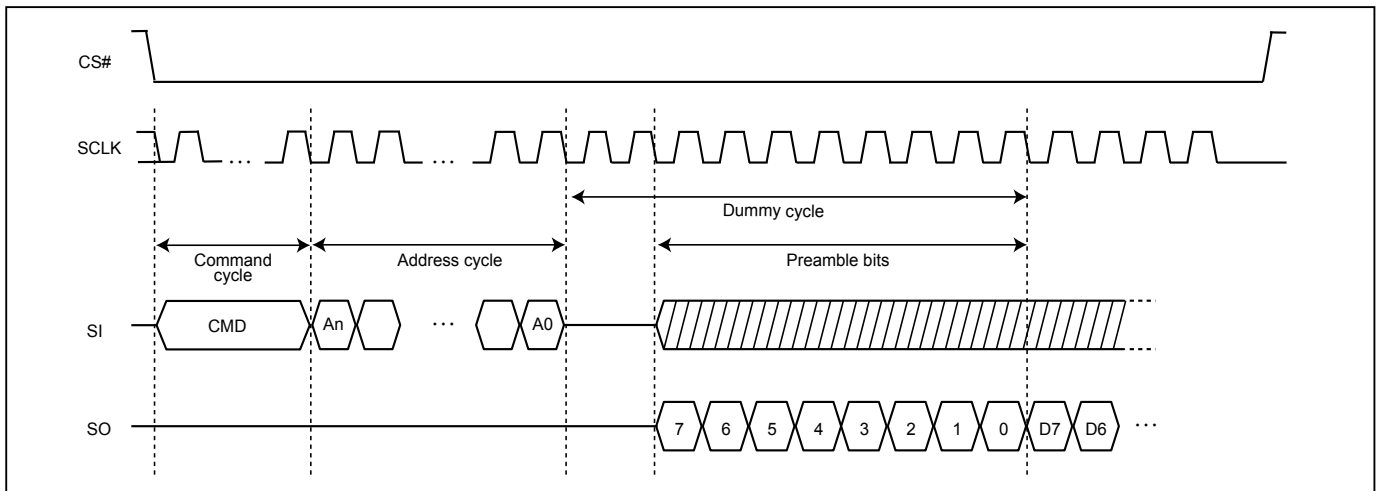 CS#
SCLK ... ...
Dummy cycle
Command cycle
Address cycle
Preamble bits
SI CMD An ... A0
SO 7 6 5 4 3 2 1 0 D7 D6 ...